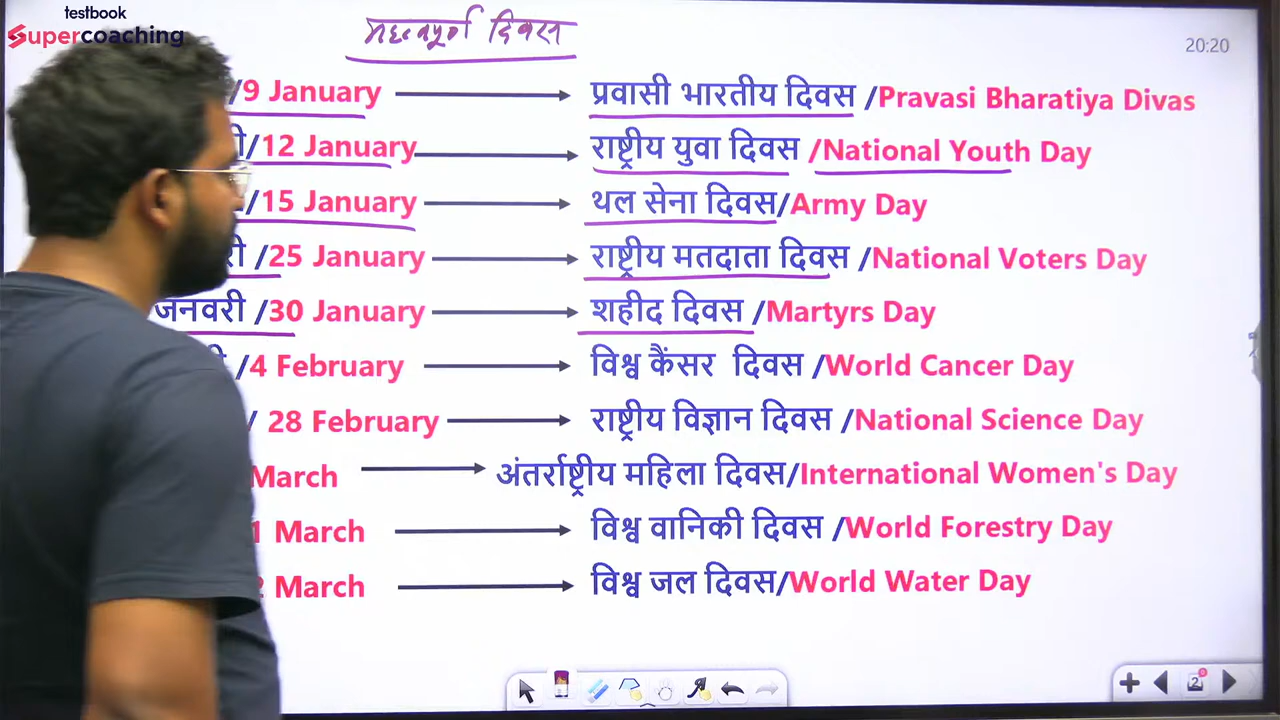 testbook
Supercoaching
महत्वपूर्ण दिवस
20:20
/9 January प्रवासी भारतीय दिवस /Pravasi Bharatiya Divas
/12 January राष्ट्रीय युवा दिवस /National Youth Day
/15 January थल सेना दिवस/Army Day
/25 January राष्ट्रीय मतदाता दिवस /National Voters Day
जनवरी /30 January शहीद दिवस /Martyrs Day
/4 February विश्व कैंसर दिवस /World Cancer Day
/ 28 February राष्ट्रीय विज्ञान दिवस /National Science Day
March अंतर्राष्ट्रीय महिला दिवस/International Women's Day
1 March विश्व वानिकी दिवस /World Forestry Day
2 March विश्व जल दिवस/World Water Day
2